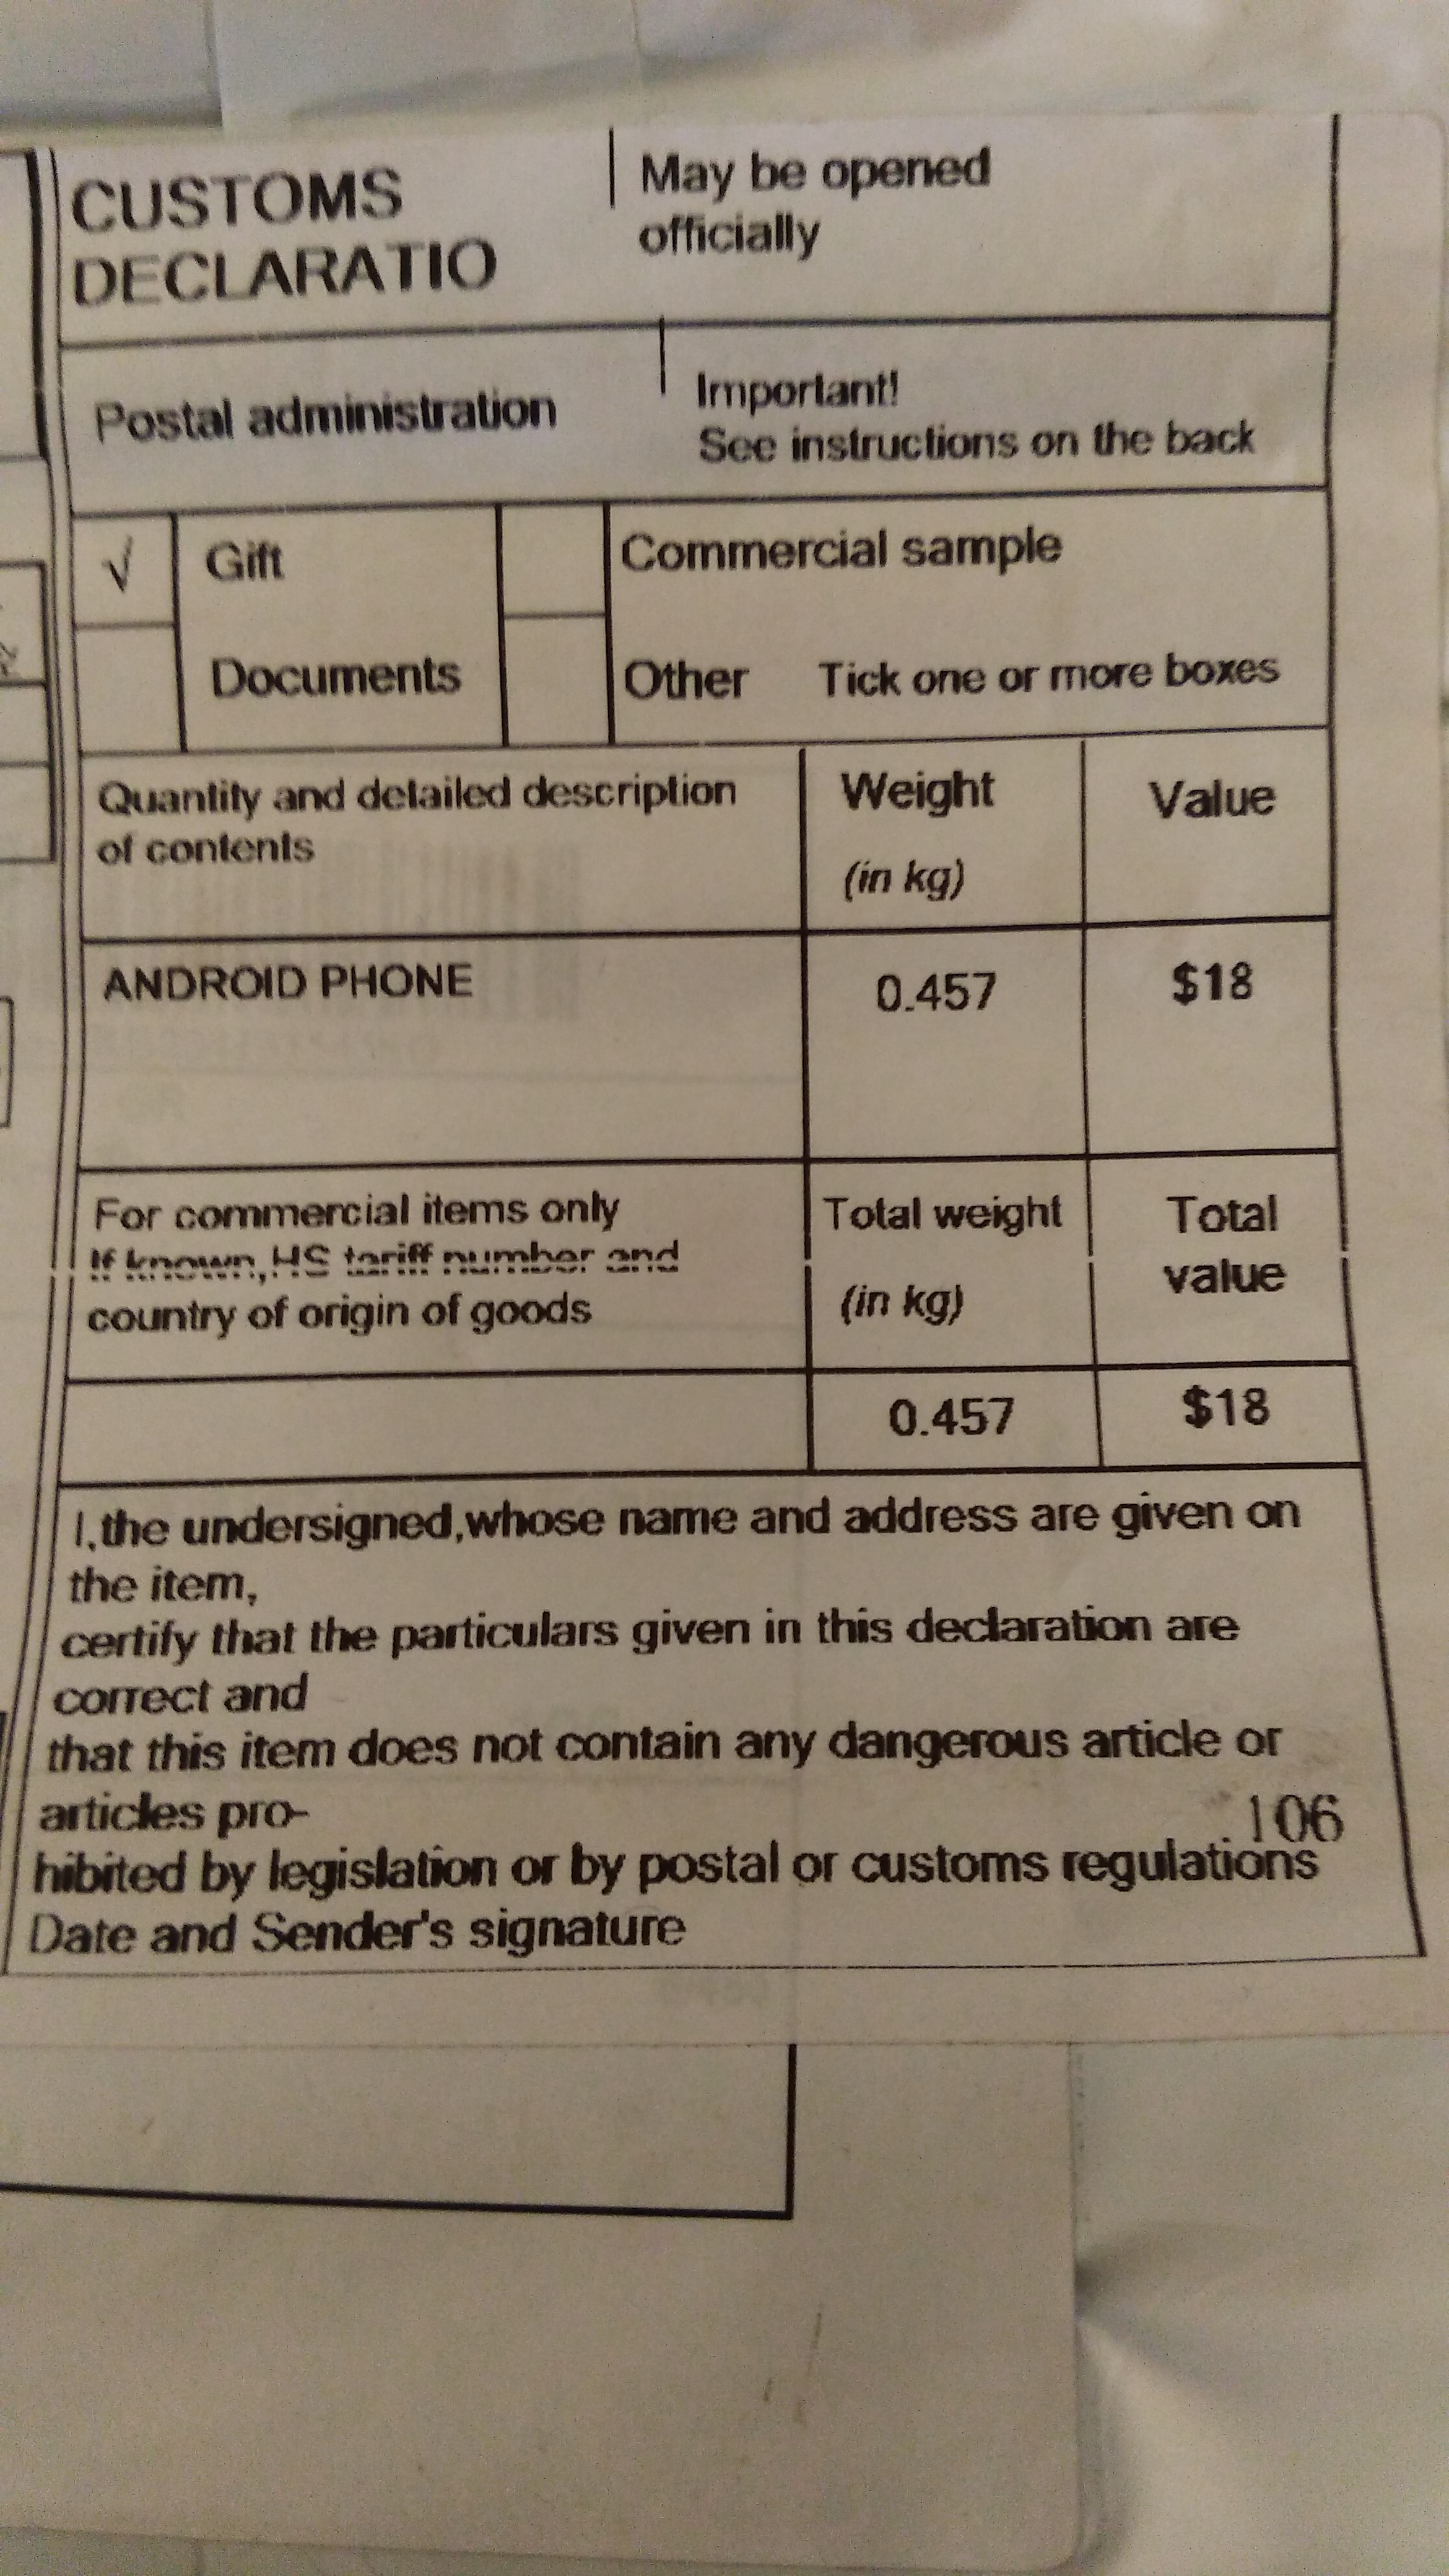 CUSTOMS
DECLARATIO
May be opened
officially
Postal administration
Important!
See instructions on the back
√ Gift
Commercial sample
Documents
Other Tick one or more boxes
Quantity and detailed description
of contents
Weight
(in kg)
Value
ANDROID PHONE
0.457
$18
For commercial items only
If known,HS tariff number and
country of origin of goods
Total weight
(in kg)
Total
value
0.457
$18
I,the undersigned,whose name and address are given on
the item,
certify that the particulars given in this declaration are
correct and
that this item does not contain any dangerous article or
articles pro-
106
hibited by legislation or by postal or customs regulations
Date and Sender's signature